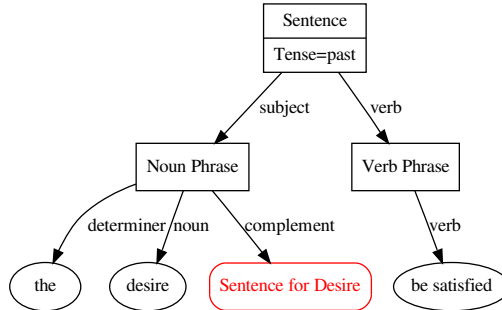 Sentence
Tense=past
subject verb
Noun Phrase Verb Phrase
determiner noun complement verb
the desire Sentence for Desire be satisfied